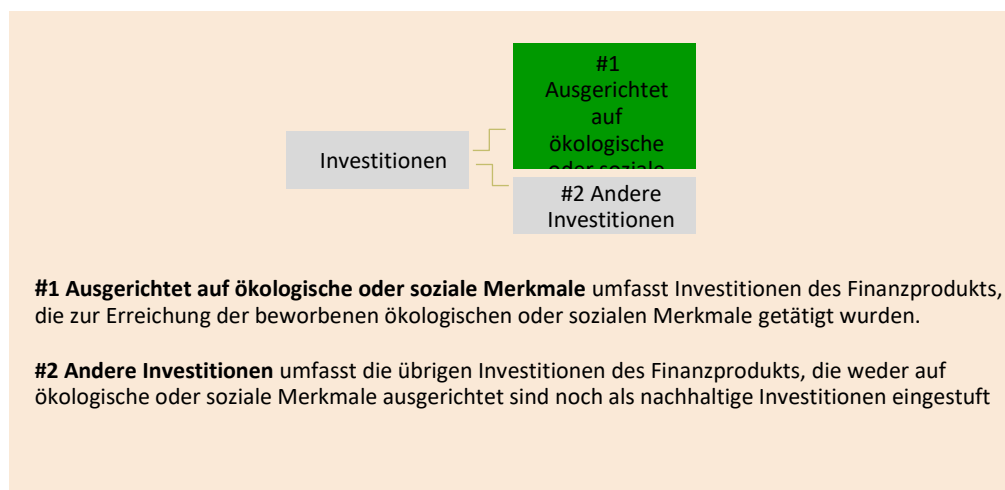 #1
Ausgerichtet
auf
ökologische
oder soziale
Investitionen
#2 Andere
Investitionen
#1 Ausgerichtet auf ökologische oder soziale Merkmale umfasst Investitionen des Finanzprodukts,
die zur Erreichung der beworbenen ökologischen oder sozialen Merkmale getätigt wurden.
#2 Andere Investitionen umfasst die übrigen Investitionen des Finanzprodukts, die weder auf
ökologische oder soziale Merkmale ausgerichtet sind noch als nachhaltige Investitionen eingestuft